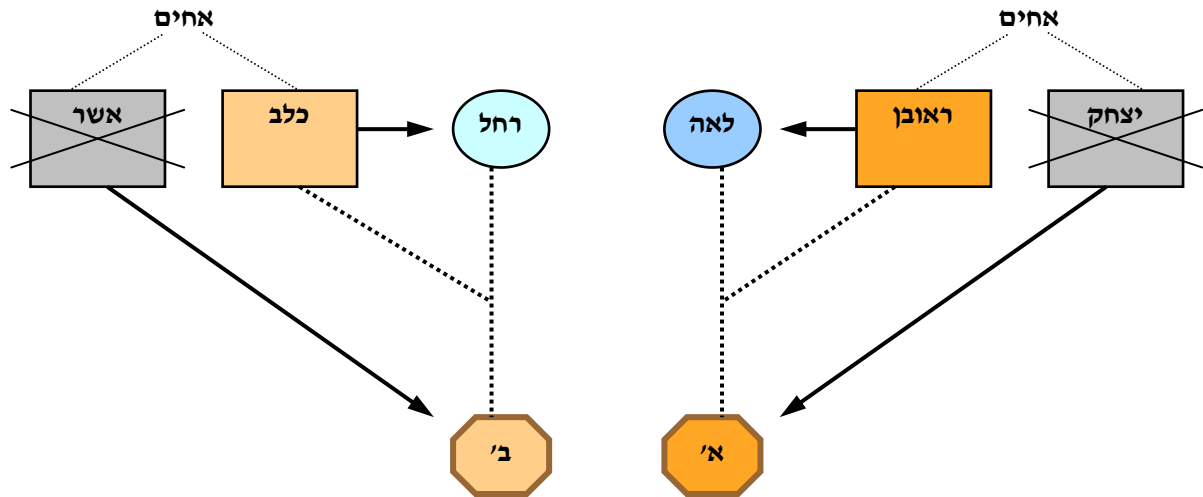 אחים
אחים
יצחק
ראובן
לאה
רחל
כלב
אשר
א׳
ב׳